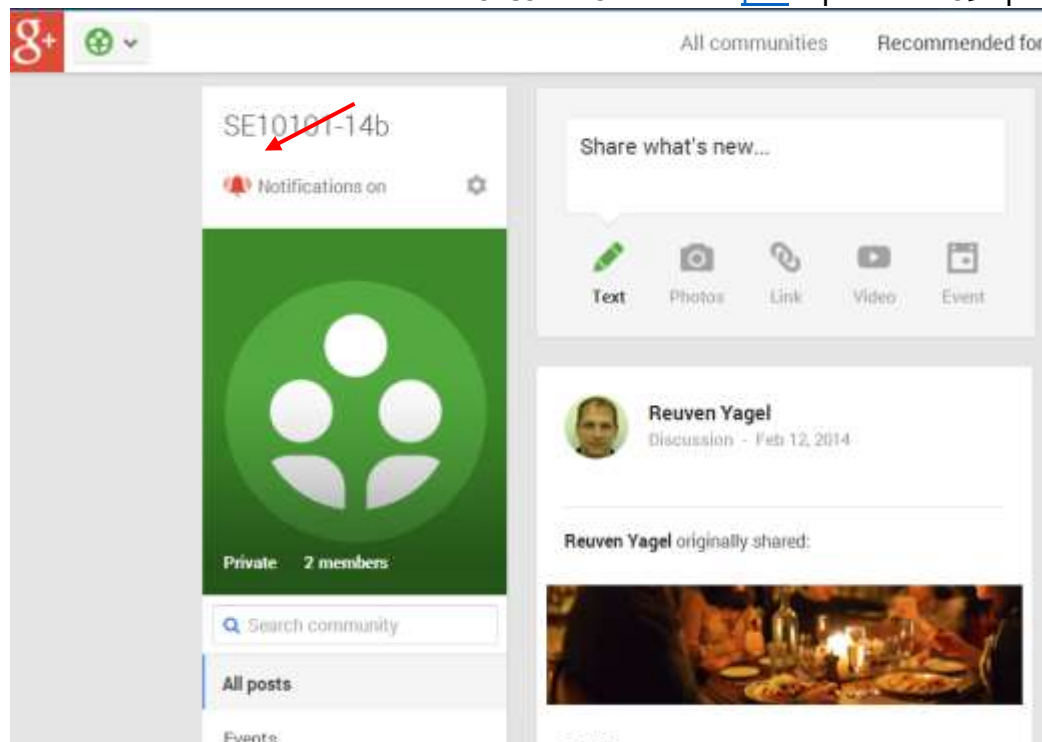 g+
All communities Recommended for
SE10101-14b
Notifications on
Share what's new...
Text Photos Link Video Event
Reuven Yagel
Discussion - Feb 12, 2014
Reuven Yagel originally shared:
Private 2 members
Search community
All posts
Events